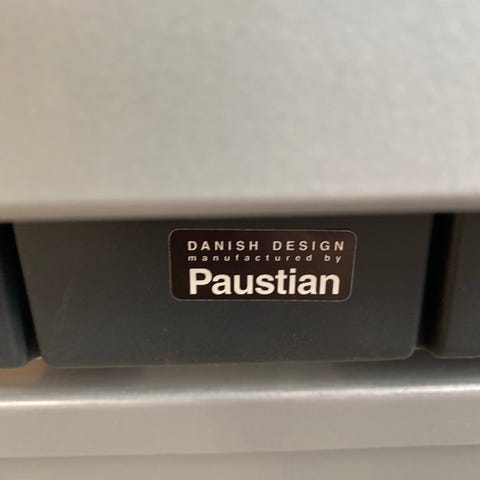 DANISH DESIGN
manufactured by
Paustian